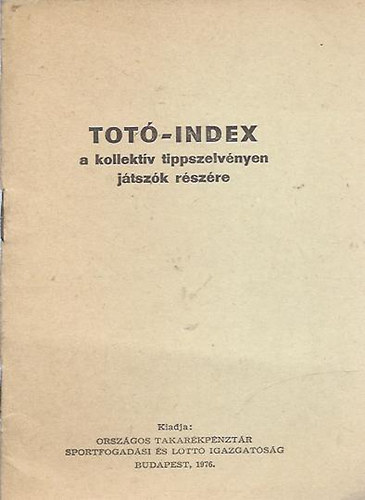 TOTÓ-INDEX
a kollektív tippszelvényen
játszók részére
Kiadja:
ORSZÁGOS TAKARÉKPÉNZTÁR
SPORTFOGADÁSI ÉS LOTTÓ IGAZGATÓSÁG
BUDAPEST, 1976.